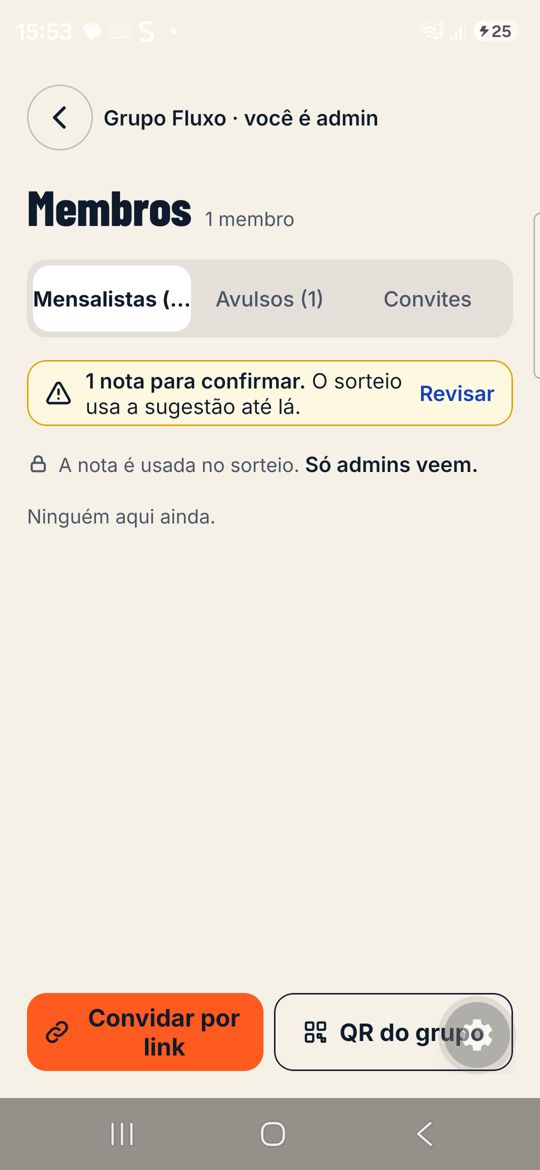 15:53 S
25
Grupo Fluxo · você é admin
Membros 1 membro
Mensalistas (... Avulsos (1) Convites
1 nota para confirmar. O sorteio
usa a sugestão até lá.
Revisar
A nota é usada no sorteio. Só admins veem.
Ninguém aqui ainda.
Convidar por
link
QR do grupo